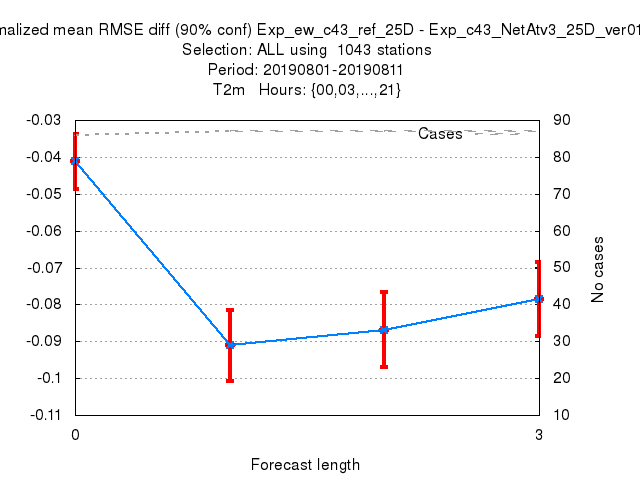 malized mean RMSE diff (90% conf) Exp_ew_c43_ref_25D - Exp_c43_NetAtv3_25D_ver01
Selection: ALL using 1043 stations
Period: 20190801-20190811
T2m Hours: {00,03,...,21}
-0.03 90
Cases
-0.04 80
-0.05 70
-0.06 60
-0.07 50
-0.08 40
-0.09 30
-0.1 20
-0.11 10
No cases
0 3
Forecast length